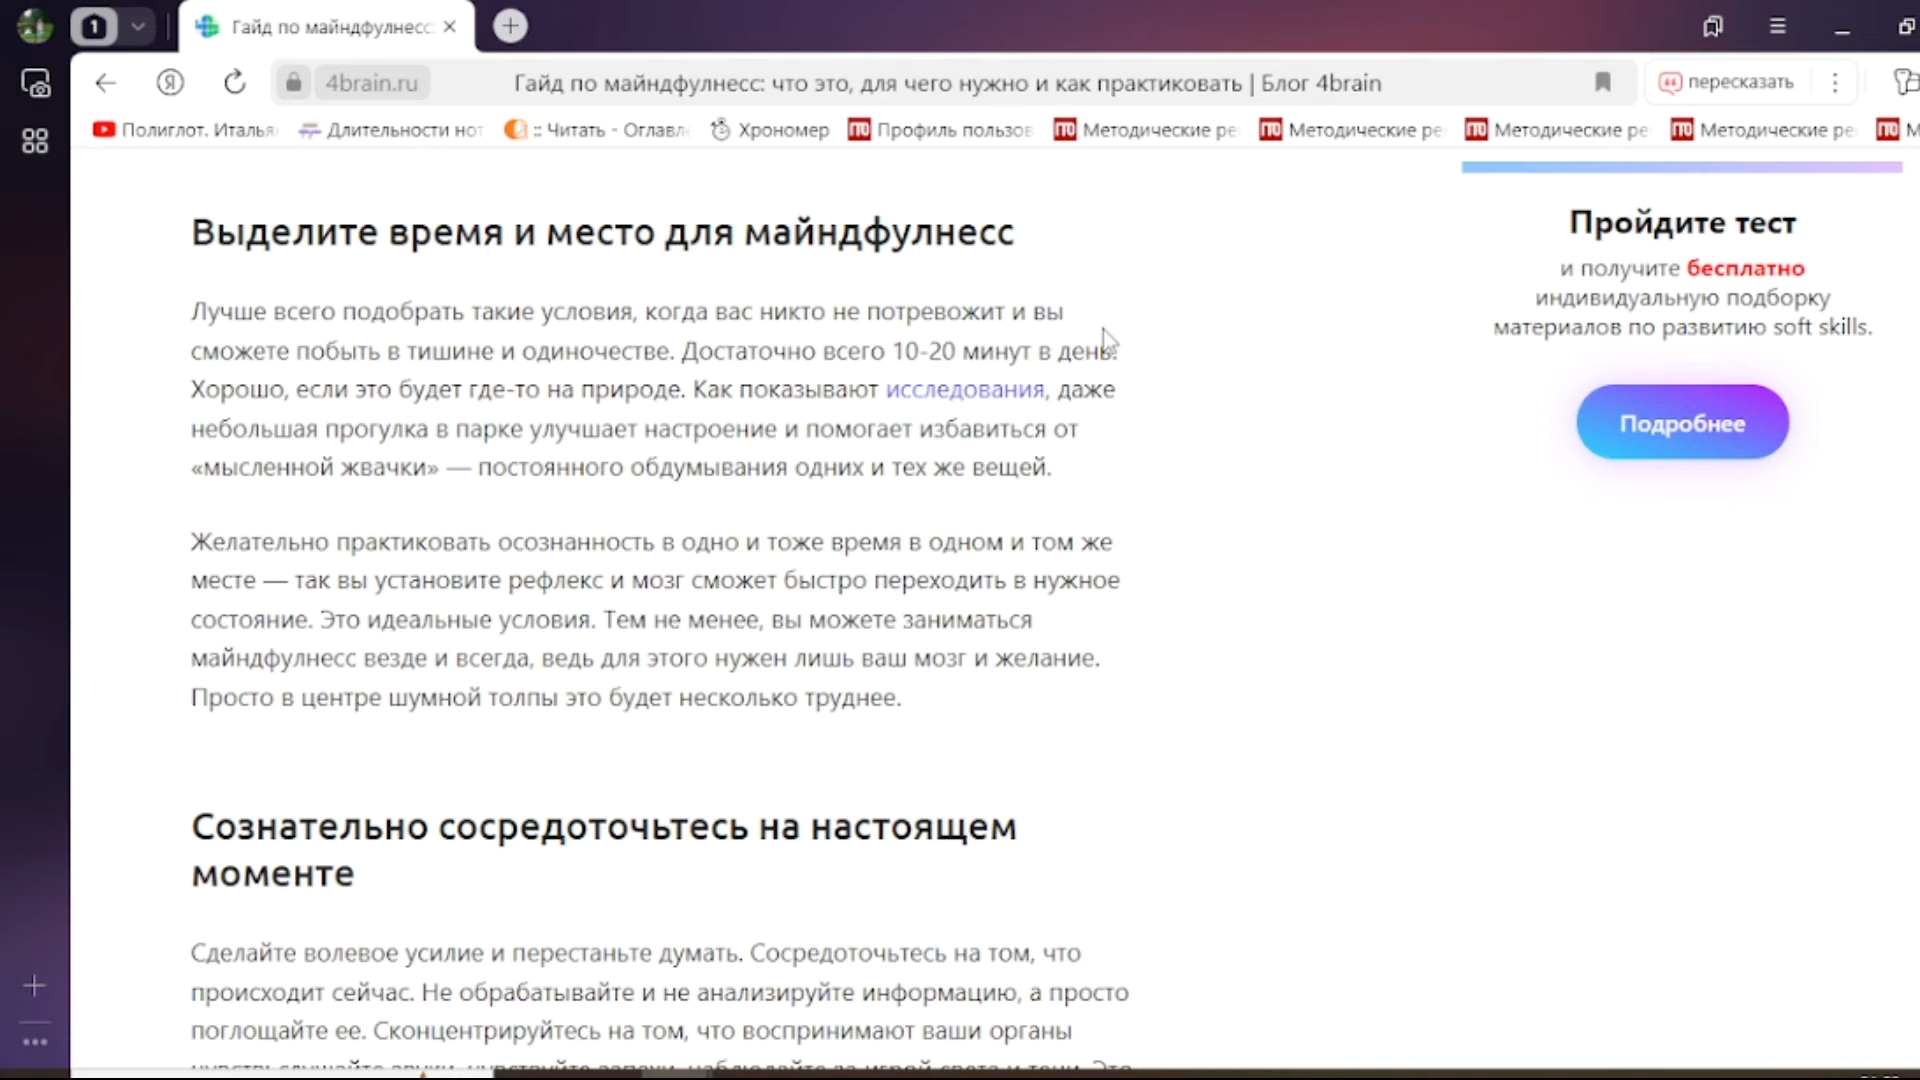 1
Гайд по майндфулнесс:
4brain.ru
Гайд по майндфулнесс: что это, для чего нужно и как практиковать | Блог 4brain
пересказать
Полиглот. Италья
Длительности нот
:: Читать - Оглавл
Хрономер
Профиль пользов
Методические ре
Методические ре
Методические ре
Методические ре
Выделите время и место для майндфулнесс
Лучше всего подобрать такие условия, когда вас никто не потревожит и вы
сможете побыть в тишине и одиночестве. Достаточно всего 10-20 минут в день.
Хорошо, если это будет где-то на природе. Как показывают исследования, даже
небольшая прогулка в парке улучшает настроение и помогает избавиться от
«мысленной жвачки» — постоянного обдумывания одних и тех же вещей.
Желательно практиковать осознанность в одно и тоже время в одном и том же
месте — так вы установите рефлекс и мозг сможет быстро переходить в нужное
состояние. Это идеальные условия. Тем не менее, вы можете заниматься
майндфулнесс везде и всегда, ведь для этого нужен лишь ваш мозг и желание.
Просто в центре шумной толпы это будет несколько труднее.
Сознательно сосредоточьтесь на настоящем
моменте
Сделайте волевое усилие и перестаньте думать. Сосредоточьтесь на том, что
происходит сейчас. Не обрабатывайте и не анализируйте информацию, а просто
поглощайте ее. Сконцентрируйтесь на том, что воспринимают ваши органы
Пройдите тест
и получите бесплатно
индивидуальную подборку
материалов по развитию soft skills.
Подробнее